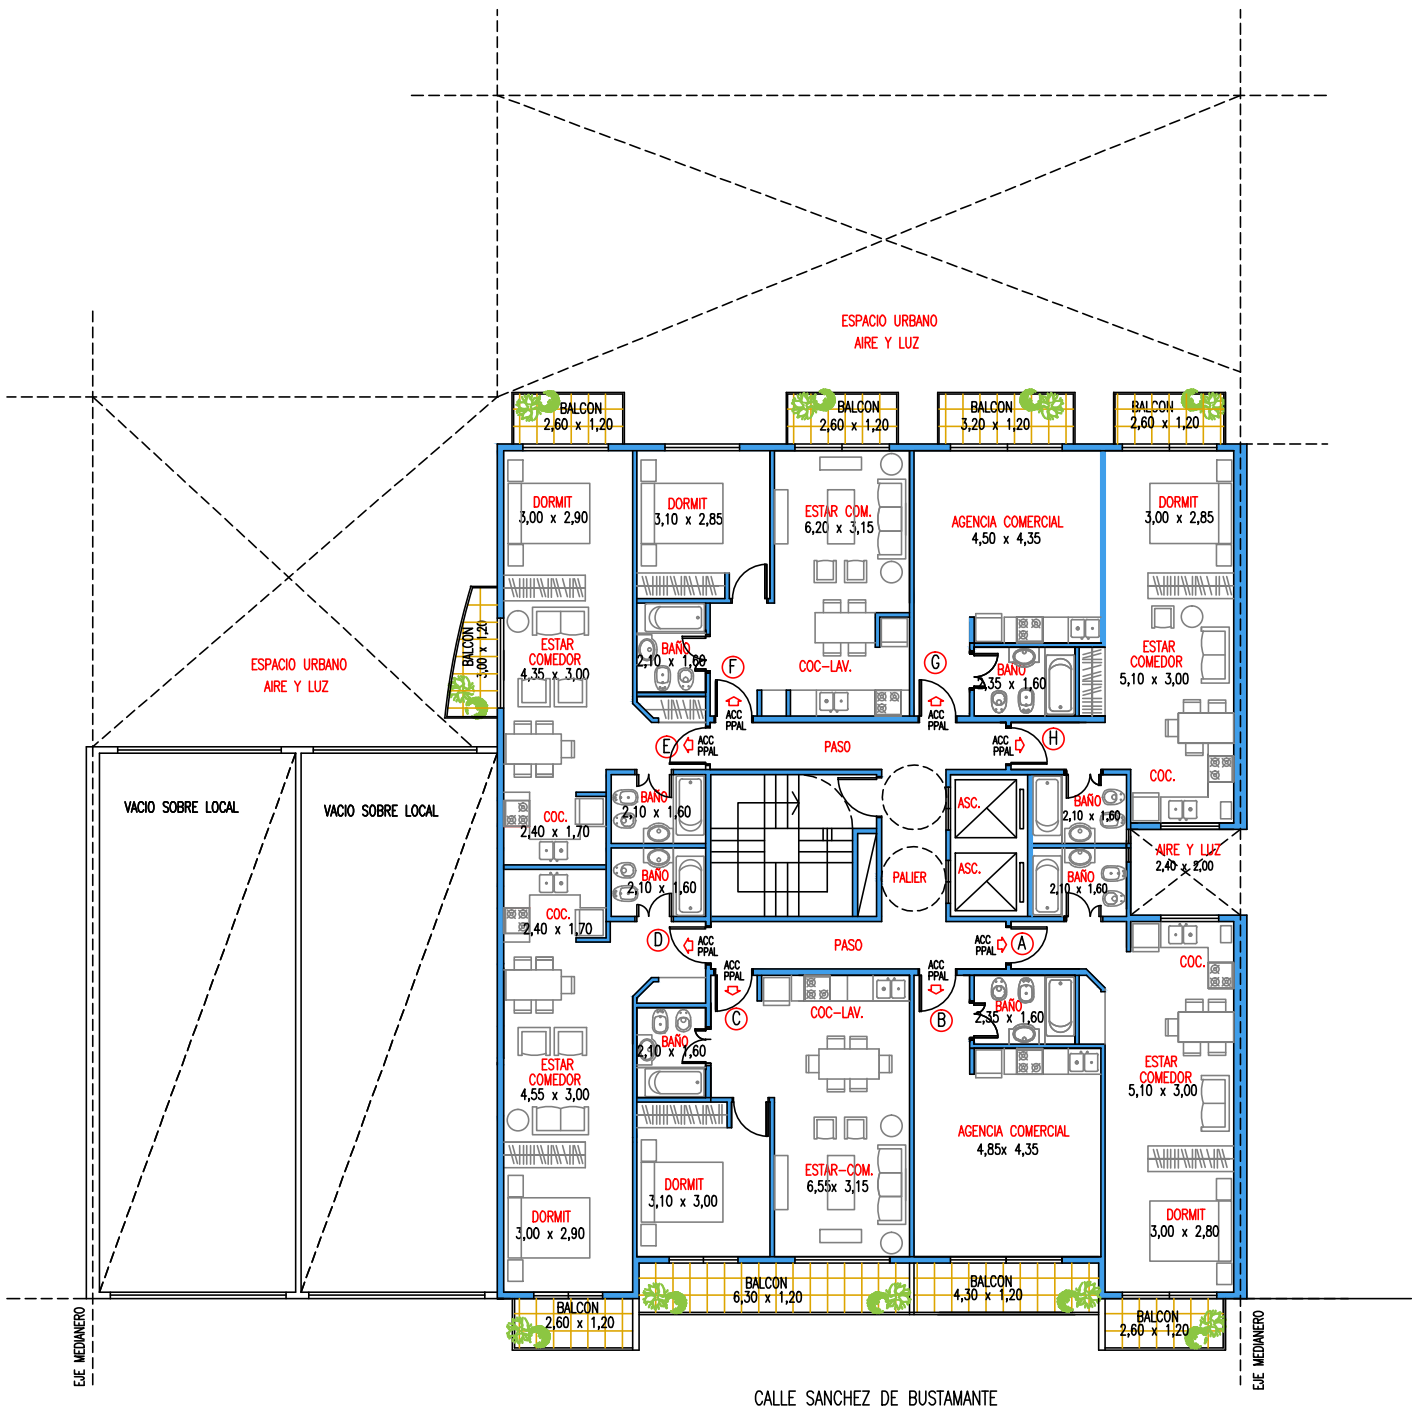 ESPACIO URBANO
AIRE Y LUZ
BALCON
2,60 x 1,20
BALCON
2,60 x 1,20
BALCON
3,20 x 1,20
BALCON
2,60 x 1,20
DORMIT
3,00 x 2,90
DORMIT
3,10 x 2,85
ESTAR COM.
6,20 x 3,15
AGENCIA COMERCIAL
4,50 x 4,35
DORMIT
3,00 x 2,85
ESPACIO URBANO
AIRE Y LUZ
BALCON
3,00 x 1,20
ESTAR
COMEDOR
4,35 x 3,00
BAÑO
2,10 x 1,60
F
COC-LAV.
G
BAÑO
2,35 x 1,60
ESTAR
COMEDOR
5,10 x 3,00
ACC
PPAL
ACC
PPAL
E
ACC
PPAL
PASO
ACC
PPAL
H
VACIO SOBRE LOCAL
VACIO SOBRE LOCAL
COC.
2,40 x 1,70
BAÑO
2,10 x 1,60
ASC.
BAÑO
2,10 x 1,60
COC.
BAÑO
2,10 x 1,60
PALIER
ASC.
BAÑO
2,10 x 1,60
AIRE Y LUZ
2,40 x 2,00
COC.
2,40 x 1,70
D
ACC
PPAL
PASO
ACC
PPAL
A
COC.
ACC
PPAL
ACC
PPAL
C
COC-LAV.
B
BAÑO
2,35 x 1,60
BAÑO
2,10 x 1,60
ESTAR
COMEDOR
4,55 x 3,00
ESTAR
COMEDOR
5,10 x 3,00
AGENCIA COMERCIAL
4,85x 4,35
DORMIT
3,10 x 3,00
ESTAR-COM.
6,55x 3,15
DORMIT
3,00 x 2,90
DORMIT
3,00 x 2,80
BALCON
6,30 x 1,20
BALCON
4,30 x 1,20
BALCON
2,60 x 1,20
BALCON
2,60 x 1,20
EJE MEDIANERO
EJE MEDIANERO
CALLE SANCHEZ DE BUSTAMANTE